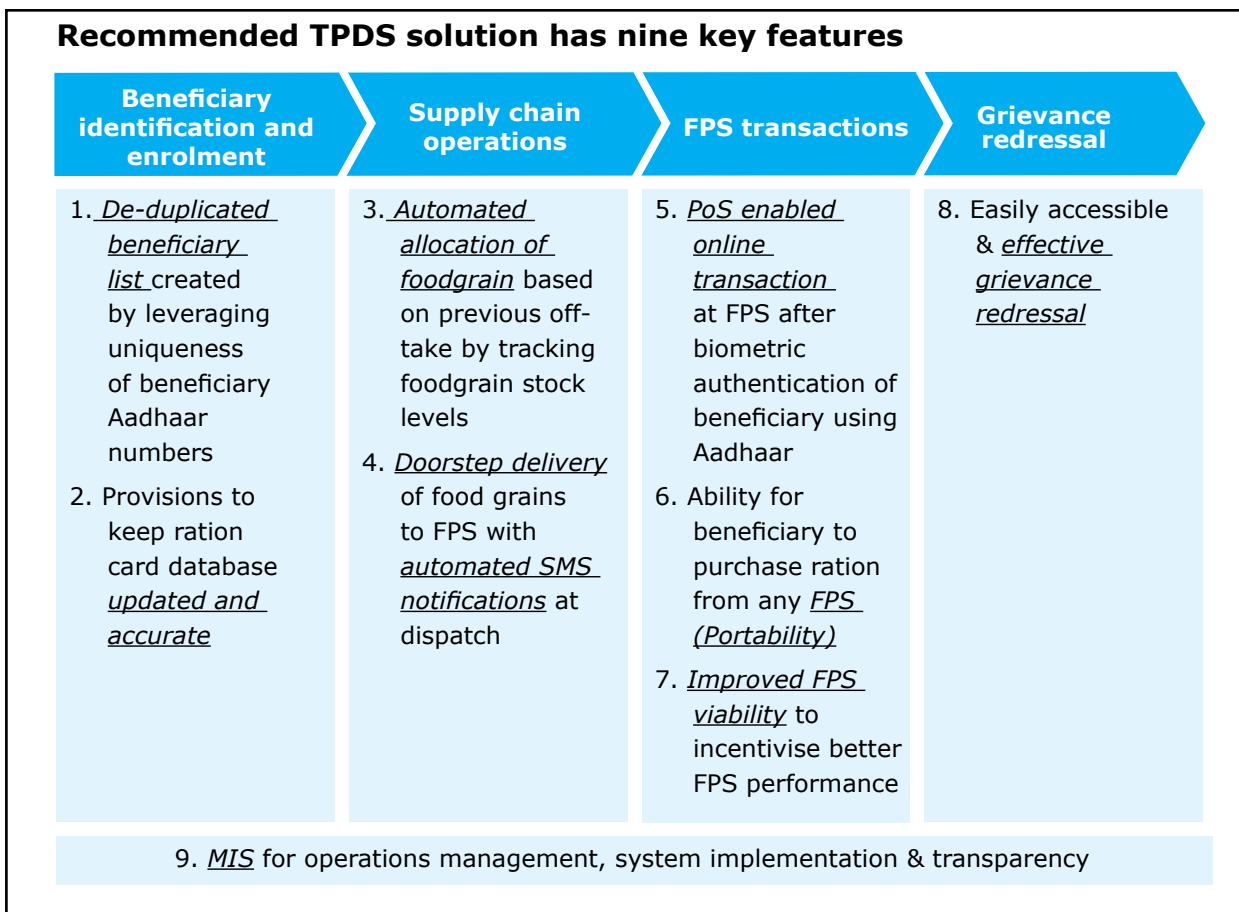 Recommended TPDS solution has nine key features
Beneficiary
identification and
enrolment
Supply chain
operations
FPS transactions
Grievance
redressal
1. De-duplicated
beneficiary
list created
by leveraging
uniqueness
of beneficiary
Aadhaar
numbers
2. Provisions to
keep ration
card database
updated and
accurate
3. Automated
allocation of
foodgrain based
on previous off-
take by tracking
foodgrain stock
levels
4. Doorstep delivery
of food grains
to FPS with
automated SMS
notifications at
dispatch
5. PoS enabled
online
transaction
at FPS after
biometric
authentication of
beneficiary using
Aadhaar
6. Ability for
beneficiary to
purchase ration
from any FPS
(Portability)
7. Improved FPS
viability to
incentivise better
FPS performance
8. Easily accessible
& effective
grievance
redressal
9. MIS for operations management, system implementation & transparency